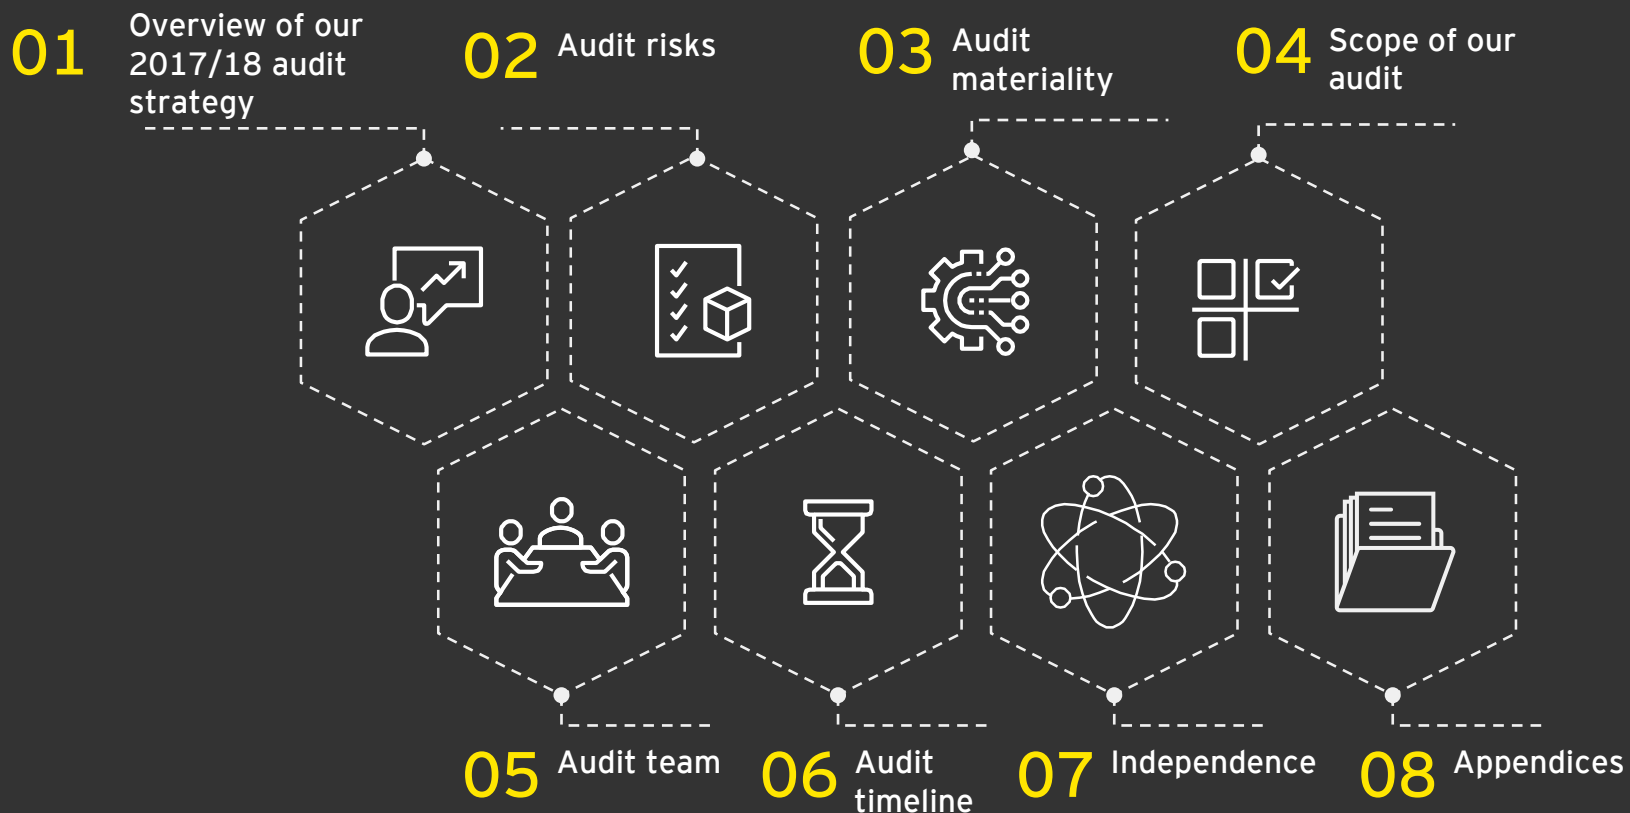 01
Overview of our
2017/18 audit
strategy
02
Audit risks
03
Audit
materiality
04
Scope of our
audit
05
Audit team
06
Audit
timeline
07
Independence
08
Appendices